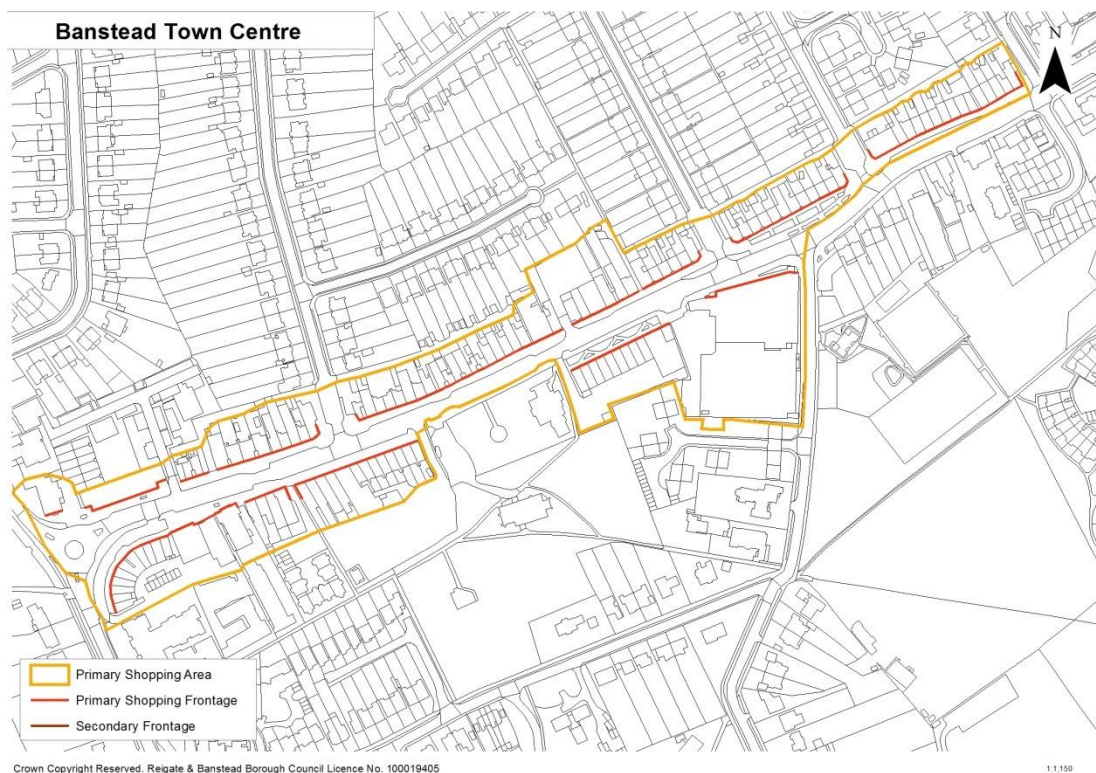 Banstead Town Centre
N
Primary Shopping Area
Primary Shopping Frontage
Secondary Frontage
Crown Copyright Reserved. Reigate & Banstead Borough Council Licence No. 100019405
1:1,150